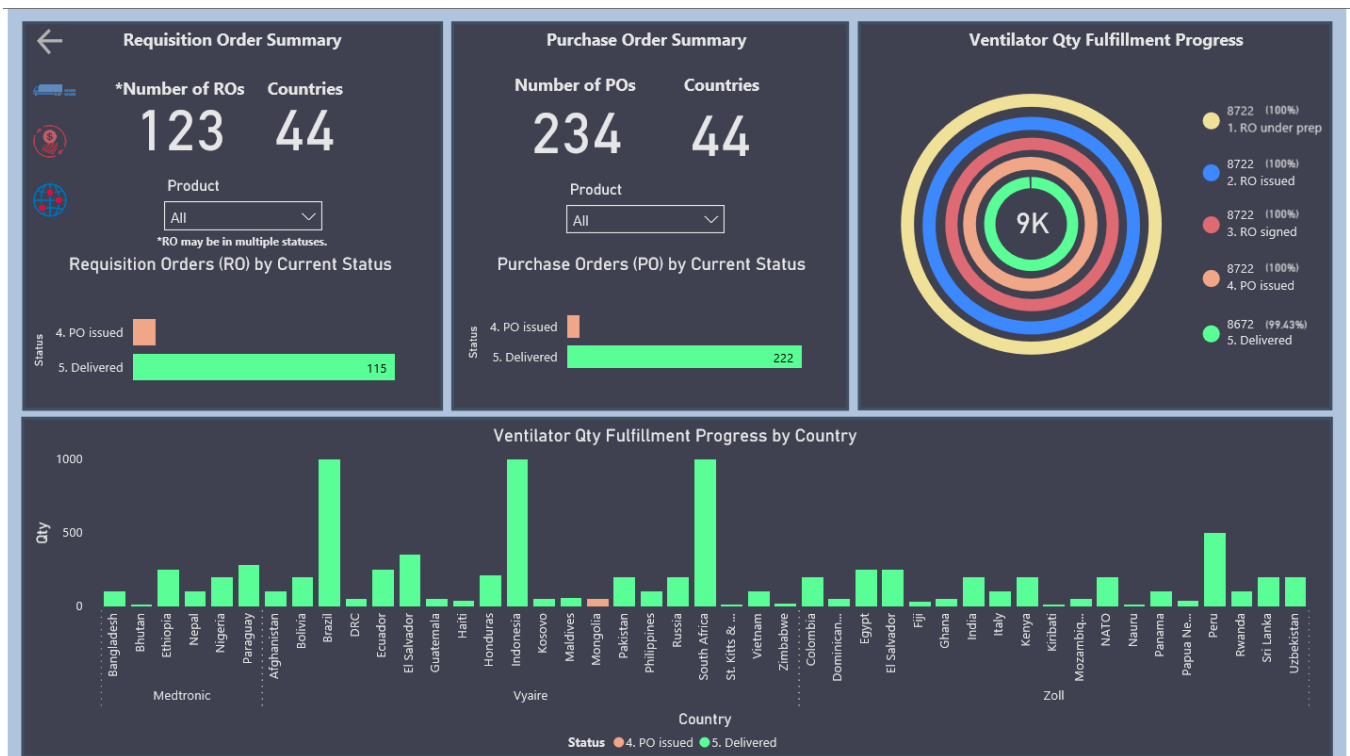 Requisition Order Summary
*Number of ROs Countries
123 44
Product
All
*RO may be in multiple statuses.
Requisition Orders (RO) by Current Status
Status
4. PO issued
5. Delivered 115
Purchase Order Summary
Number of POs Countries
234 44
Product
All
Purchase Orders (PO) by Current Status
Status
4. PO issued
5. Delivered 222
Ventilator Qty Fulfillment Progress
9K
8722 (100%)
1. RO under prep
8722 (100%)
2. RO issued
8722 (100%)
3. RO signed
8722 (100%)
4. PO issued
8672 (99.43%)
5. Delivered
Ventilator Qty Fulfillment Progress by Country
Qty
1000
500
0
Bangladesh
Bhutan
Ethiopia
Nepal
Nigeria
Paraguay
Afghanistan
Bolivia
Brazil
DRC
Ecuador
El Salvador
Guatemala
Haiti
Honduras
Indonesia
Kosovo
Maldives
Mongolia
Pakistan
Philippines
Russia
South Africa
St. Kitts & ...
Vietnam
Zimbabwe
Colombia
Dominican...
Egypt
El Salvador
Fiji
Ghana
India
Italy
Kenya
Kiribati
Mozambiq...
NATO
Nauru
Panama
Papua Ne...
Peru
Rwanda
Sri Lanka
Uzbekistan
Medtronic Vyaire Zoll
Country
Status 4. PO issued 5. Delivered